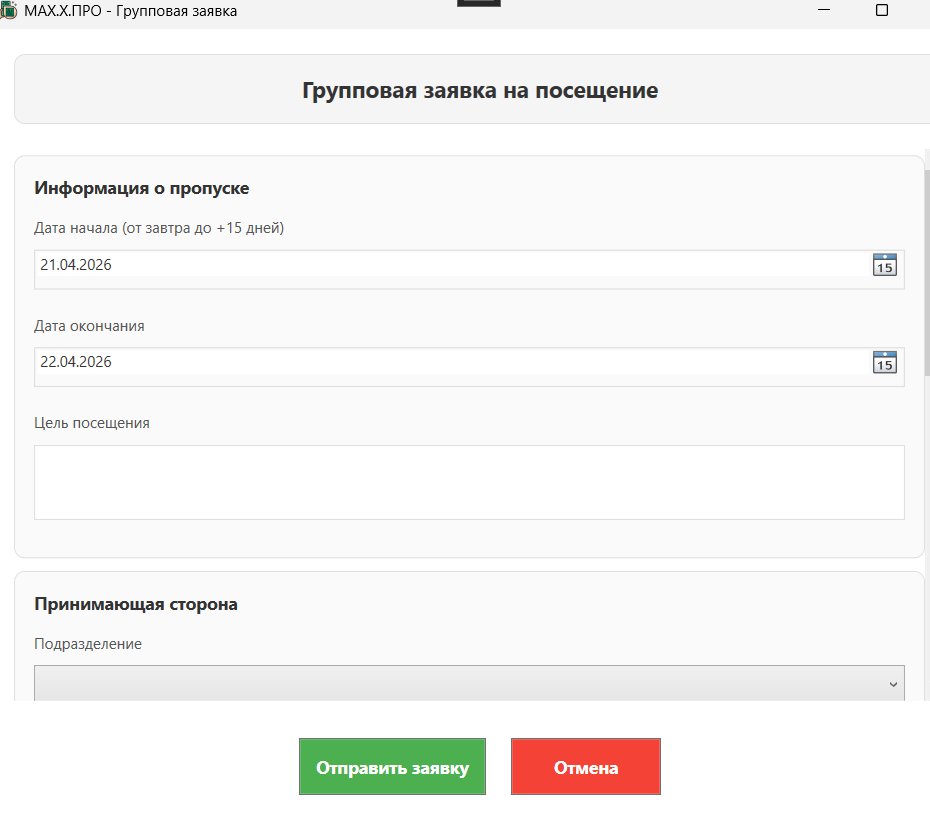 MAX.X.ПРО - Групповая заявка
Групповая заявка на посещение
Информация о пропуске
Дата начала (от завтра до +15 дней)
21.04.2026
15
Дата окончания
22.04.2026
15
Цель посещения
Принимающая сторона
Подразделение
Отправить заявку
Отмена